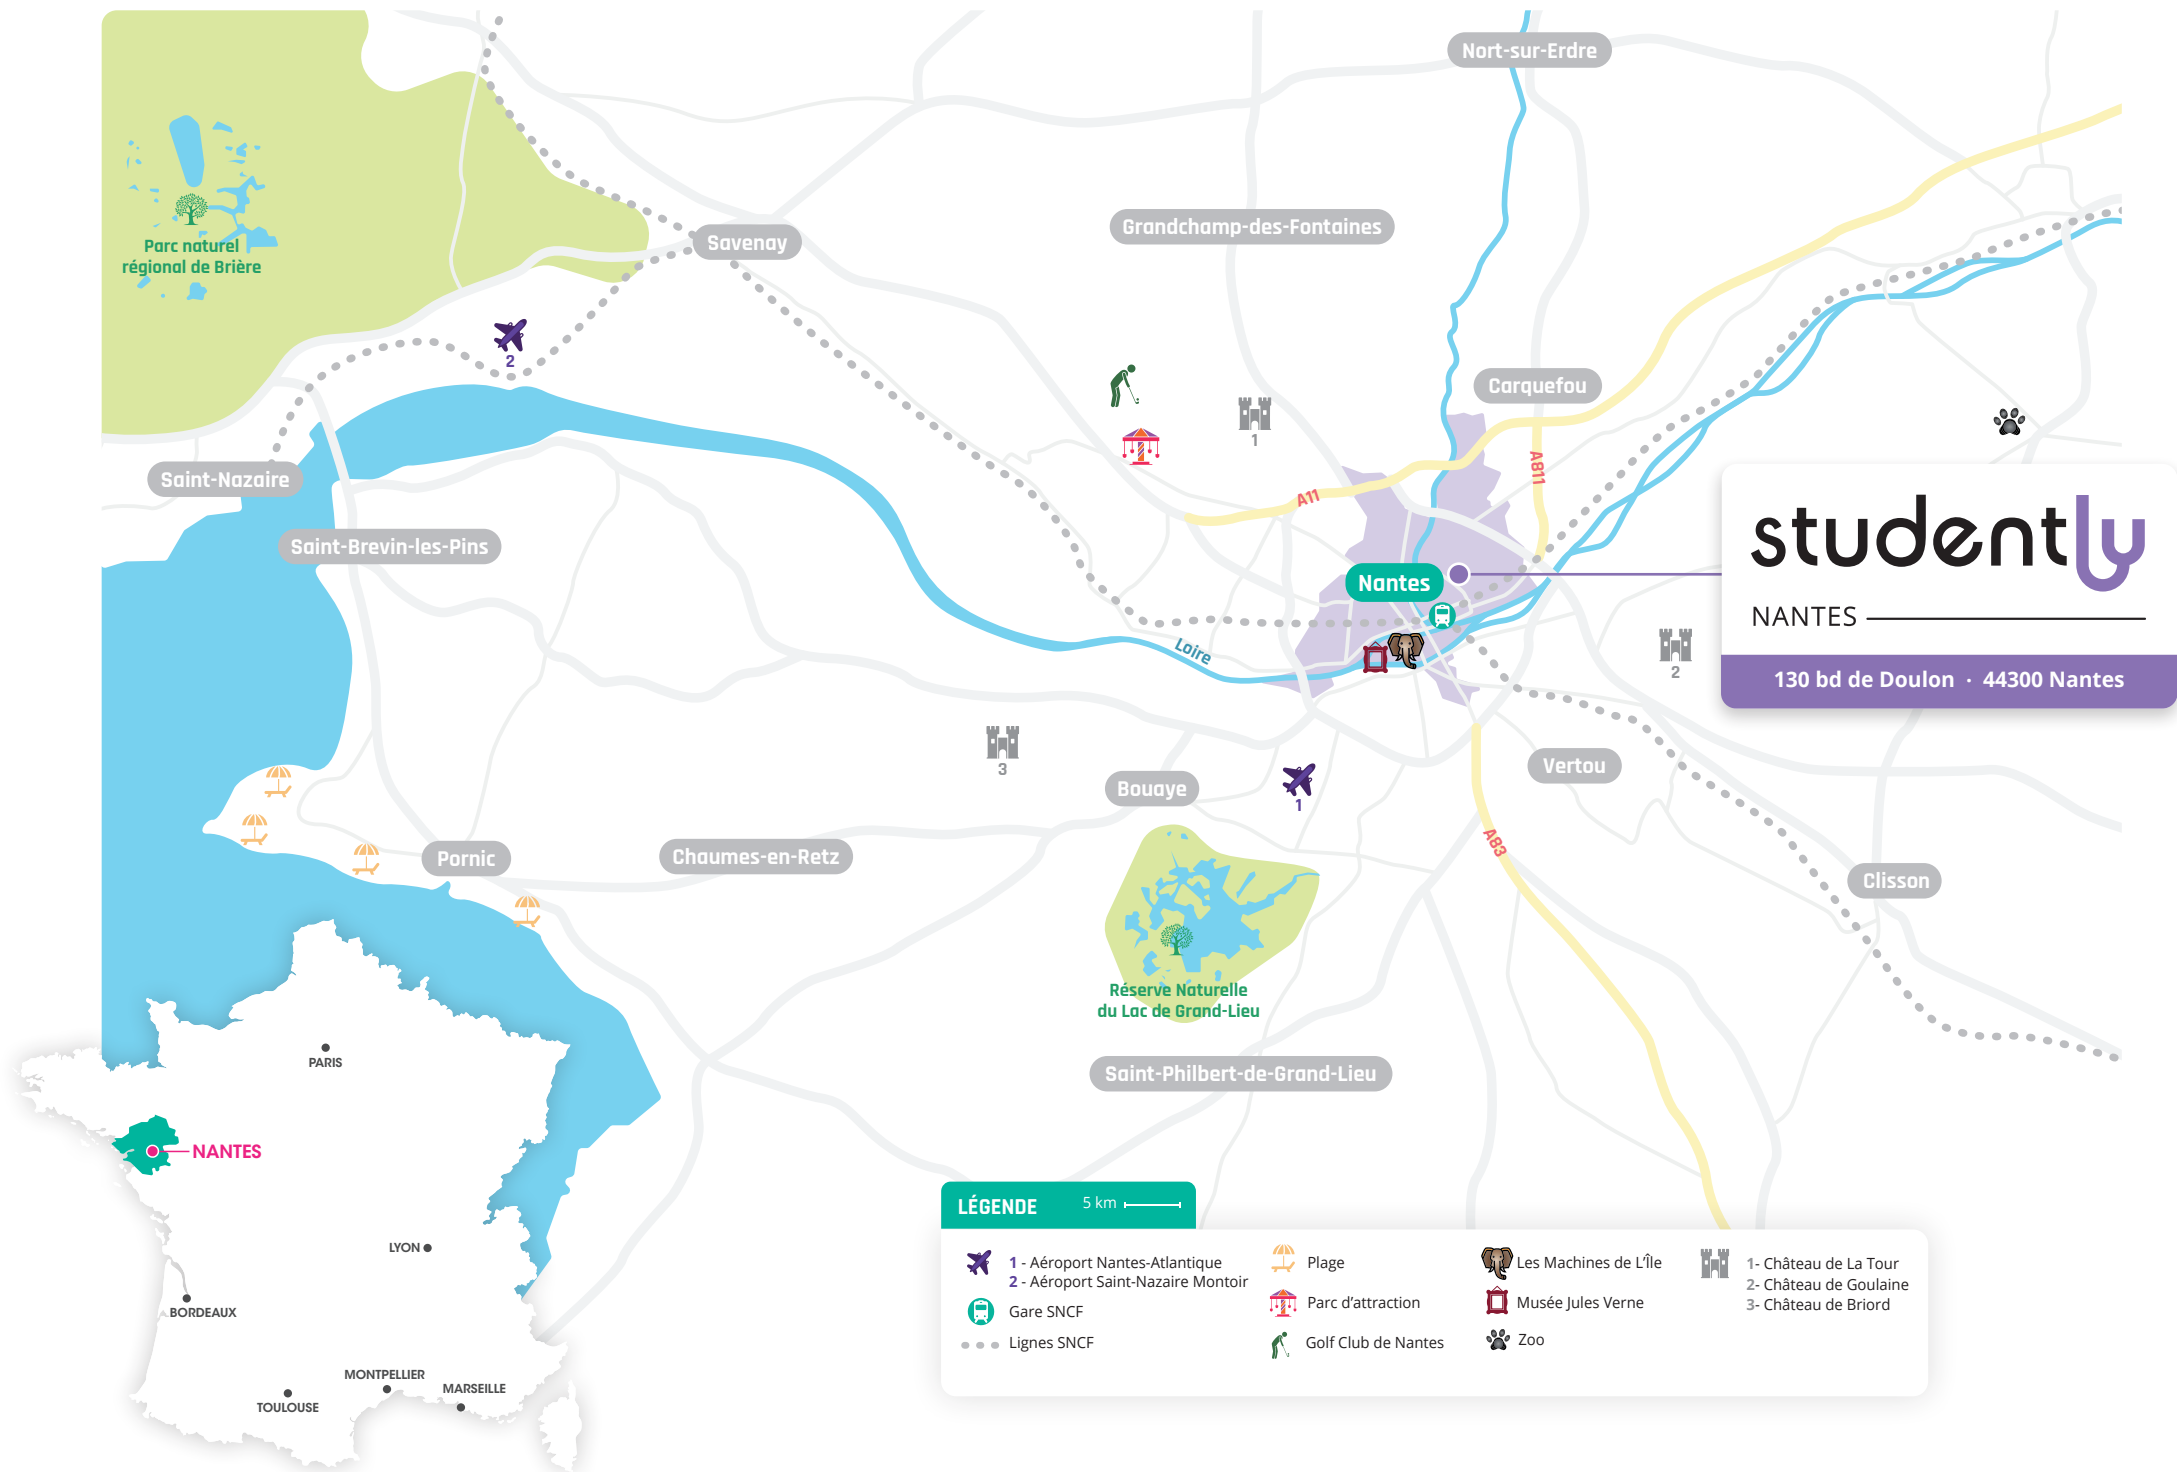 Nort-sur-Erdre
Grandchamp-des-Fontaines
Savenay
Parc naturel
régional de Brière
2
Carquefou
1
A811
A11
Saint-Nazaire
Saint-Brevin-les-Pins
Nantes
studently
NANTES
130 bd de Doulon · 44300 Nantes
Loire
2
3
Bouaye
1
Vertou
A83
Pornic
Chaumes-en-Retz
Clisson
Réserve Naturelle
du Lac de Grand-Lieu
Saint-Philbert-de-Grand-Lieu
PARIS
NANTES
LYON
BORDEAUX
MONTPELLIER
MARSEILLE
TOULOUSE
LÉGENDE 5 km
1 - Aéroport Nantes-Atlantique
2 - Aéroport Saint-Nazaire Montoir
Gare SNCF
Lignes SNCF
Plage
Parc d’attraction
Golf Club de Nantes
Les Machines de L’Île
Musée Jules Verne
Zoo
1- Château de La Tour
2- Château de Goulaine
3- Château de Briord